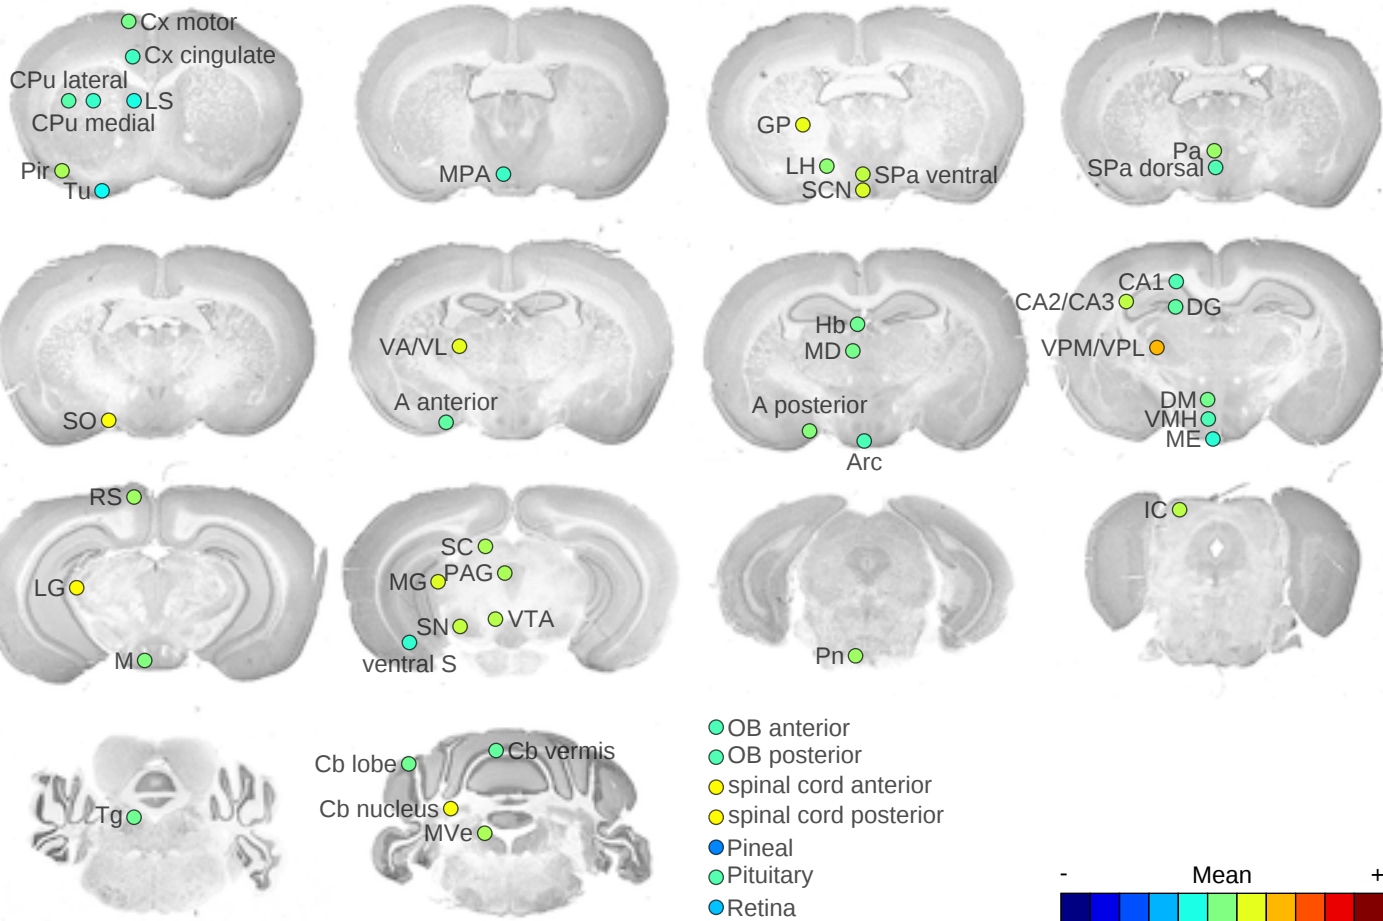 Cx motor
Cx cingulate
CPu lateral
LS
CPu medial
Pir
Tu
MPA
GP
LH
SPa ventral
SCN
Pa
SPa dorsal
SO
VA/VL
A anterior
Hb
MD
A posterior
Arc
CA1
CA2/CA3
DG
VPM/VPL
DM
VMH
ME
RS
LG
M
SC
MG
PAG
SN
VTA
ventral S
Pn
IC
Tg
Cb lobe
Cb vermis
Cb nucleus
MVe
OB anterior
OB posterior
spinal cord anterior
spinal cord posterior
Pineal
Pituitary
Retina
- Mean +